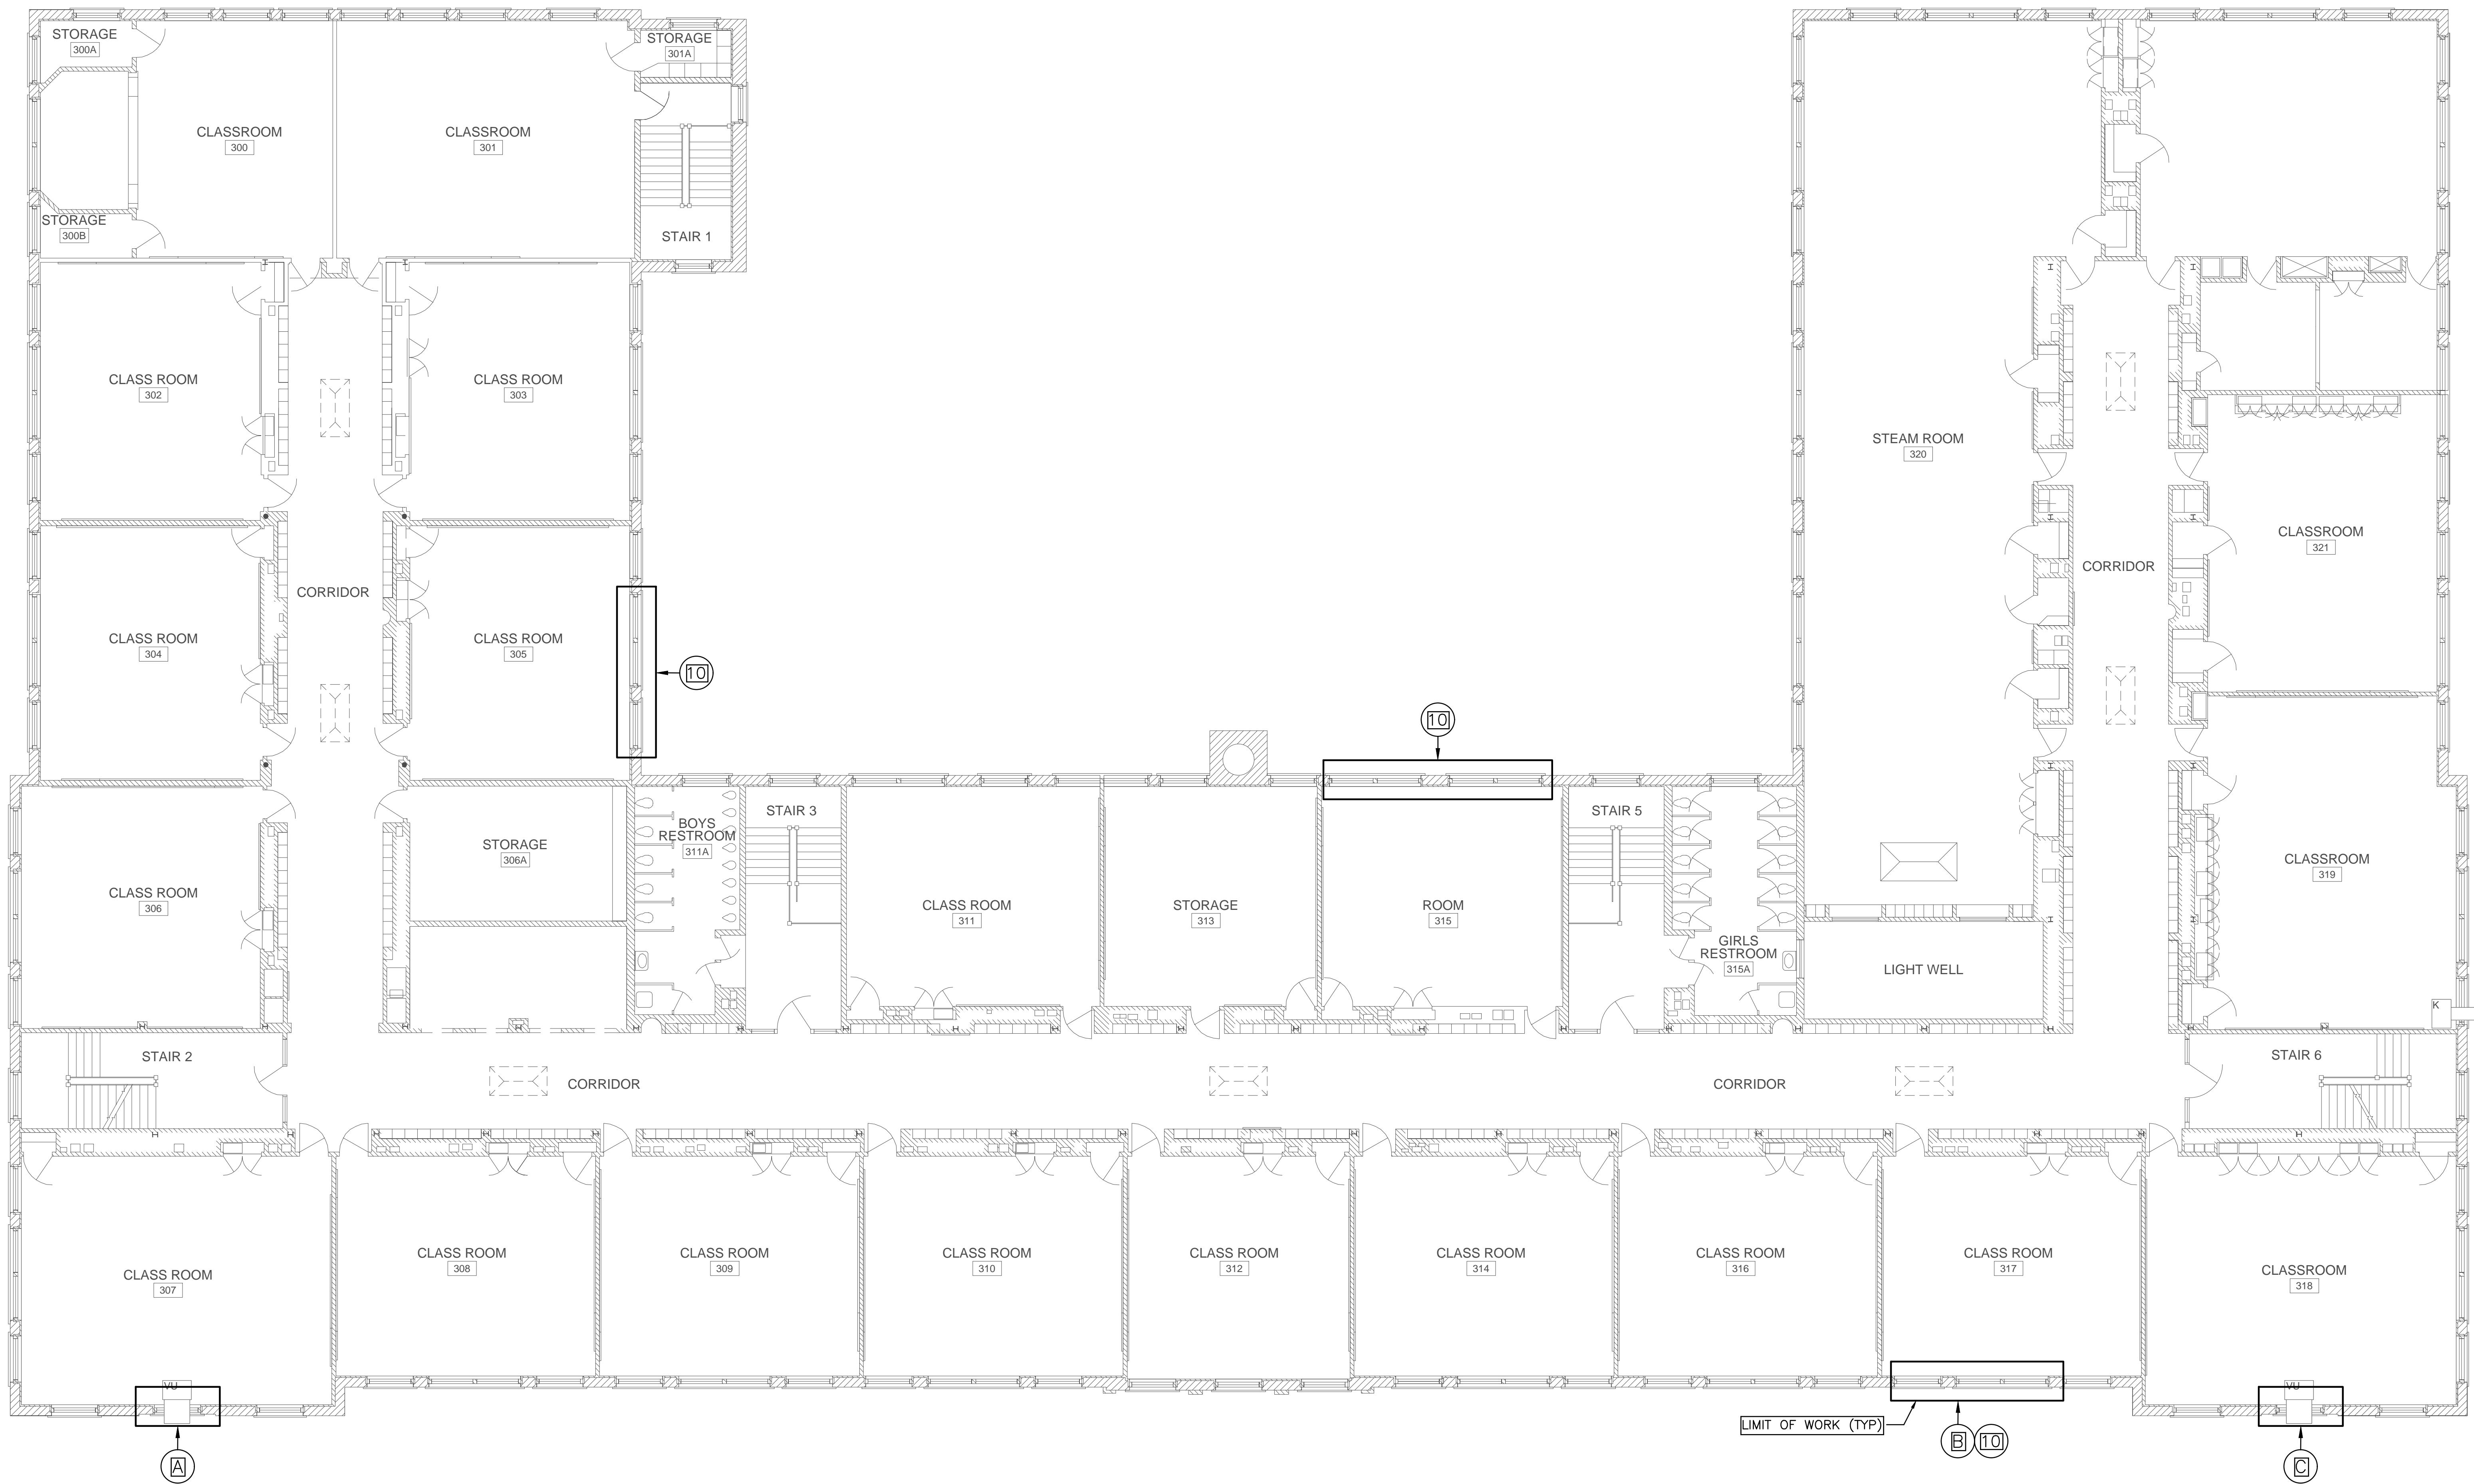 STORAGE
300A
STORAGE
301A
CLASSROOM
300
CLASSROOM
301
STORAGE
300B
STAIR 1
CLASS ROOM
302
CLASS ROOM
303
STEAM ROOM
320
CLASSROOM
321
CORRIDOR
CORRIDOR
CLASS ROOM
304
CLASS ROOM
305
10
10
STAIR 3
STAIR 5
BOYS
RESTROOM
311A
STORAGE
306A
CLASSROOM
319
CLASS ROOM
306
CLASS ROOM
311
STORAGE
313
ROOM
315
GIRLS
RESTROOM
315A
LIGHT WELL
K
STAIR 2
CORRIDOR
CORRIDOR
STAIR 6
CLASS ROOM
307
CLASS ROOM
308
CLASS ROOM
309
CLASS ROOM
310
CLASS ROOM
312
CLASS ROOM
314
CLASS ROOM
316
CLASS ROOM
317
CLASSROOM
318
VU
VU
LIMIT OF WORK (TYP)
A
B
10
C